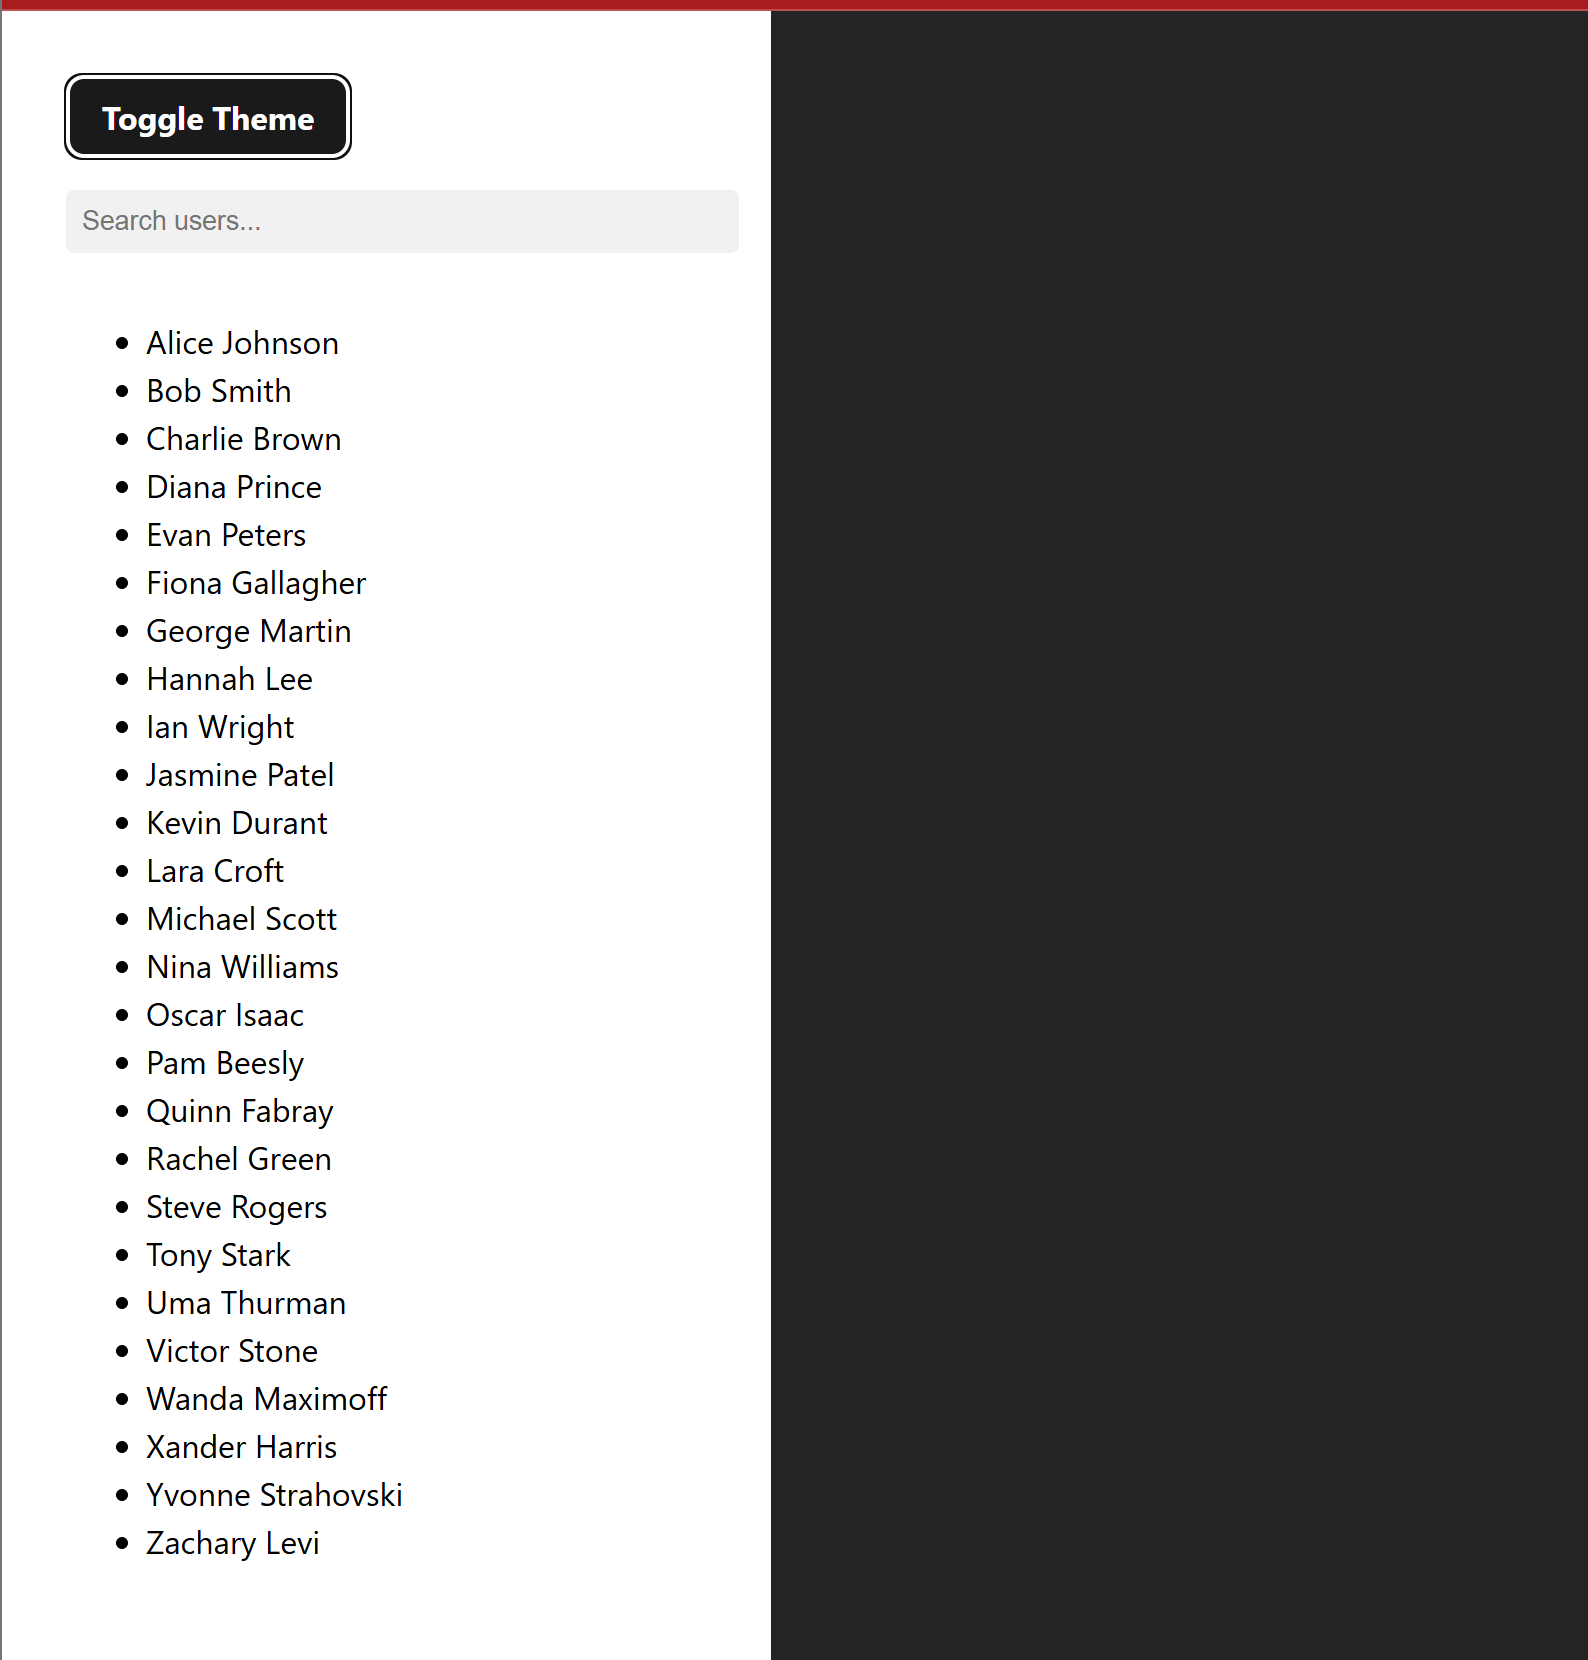 Toggle Theme
Search users...
Alice Johnson
Bob Smith
Charlie Brown
Diana Prince
Evan Peters
Fiona Gallagher
George Martin
Hannah Lee
Ian Wright
Jasmine Patel
Kevin Durant
Lara Croft
Michael Scott
Nina Williams
Oscar Isaac
Pam Beesly
Quinn Fabray
Rachel Green
Steve Rogers
Tony Stark
Uma Thurman
Victor Stone
Wanda Maximoff
Xander Harris
Yvonne Strahovski
Zachary Levi